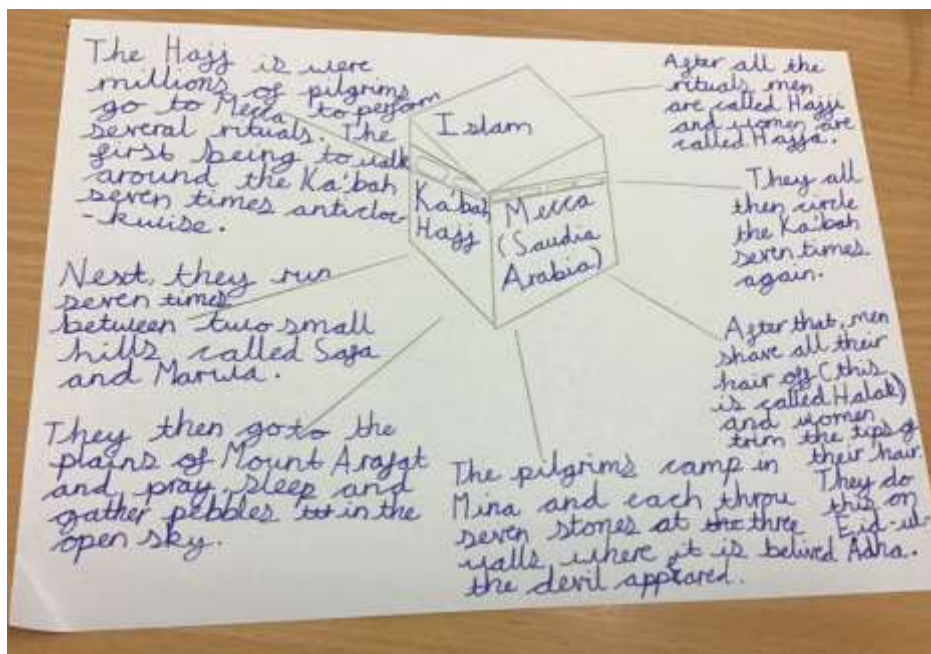 The Hajj is were
millions of pilgrims
go to Mecca to perform
several rituals. The
first being to walk
around the Ka'bah
seven times anticloc-
-kwise.
Next, they run
seven times
between two small
hills called Safa
and Marwa.
They then go to the
plains of Mount Arafat
and pray, sleep and
gather pebbles in the
open sky.
Islam
Ka'bah
Hajj
Mecca
(Saudia
Arabia)
The pilgrims camp in
Mina and each throw
seven stones at the three
walls where it is belived
the devil appeared.
After that, men
shave all their
hair off (this
is called Halak)
and women
trim the tips of
their hair.
They do
this on
Eid-ul-
Adha.
They all
then circle
the Ka'bah
seven times
again.
After all the
rituals men
are called Hajji
and women are
called Hajja.